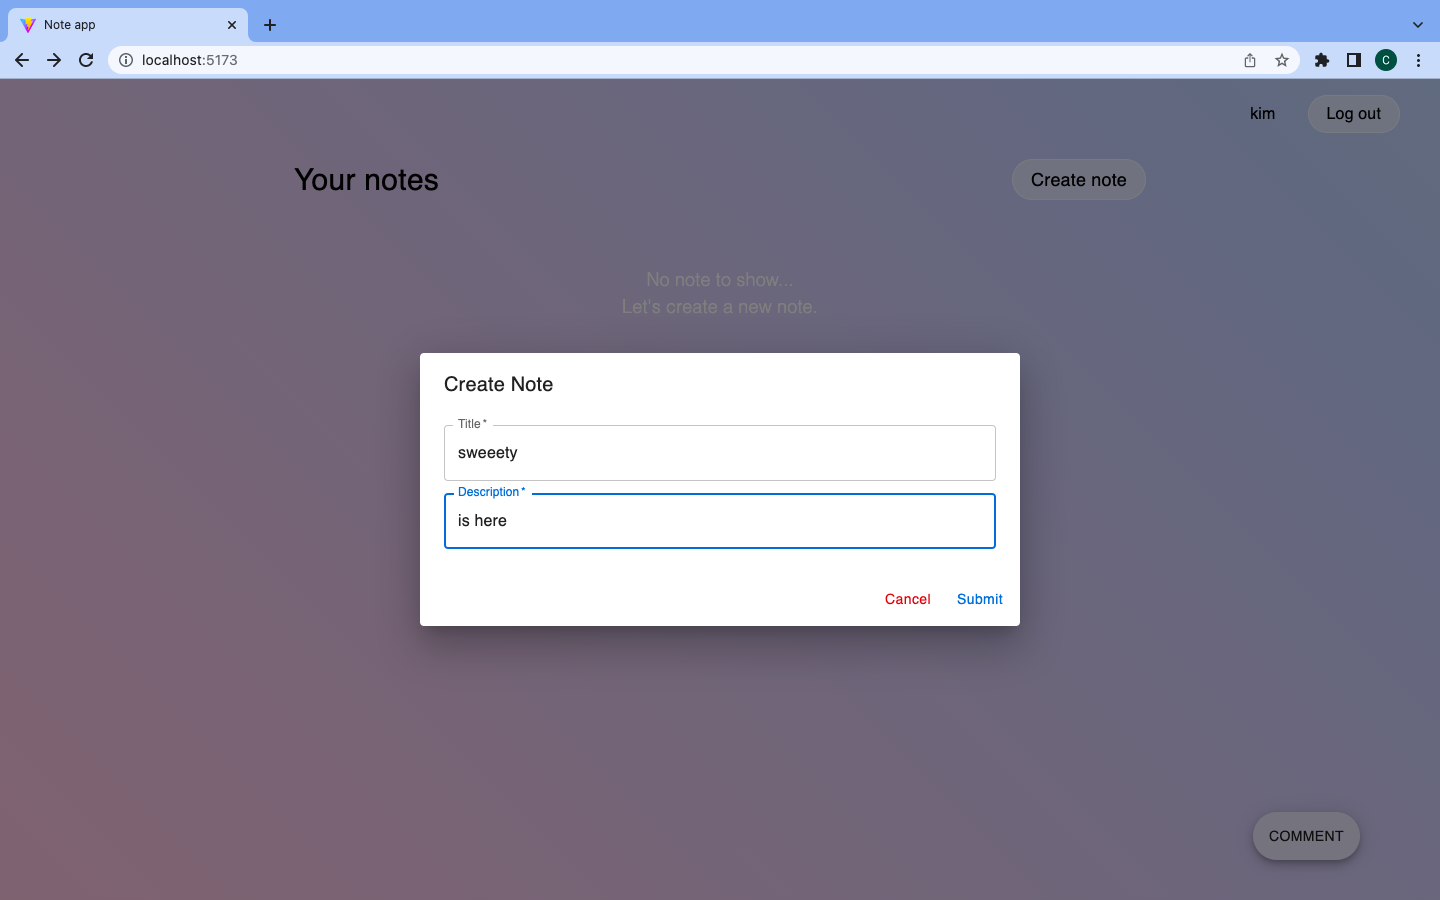 Note app
localhost:5173
C
kim
Log out
Your notes
Create note
No note to show...
Let's create a new note.
Create Note
Title *
sweeety
Description *
is here
Cancel
Submit
COMMENT